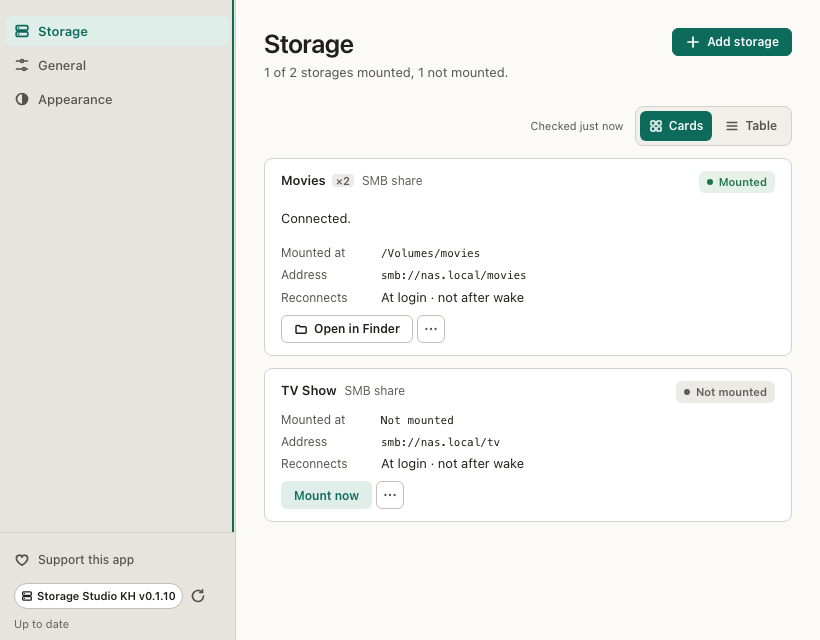 Storage
General
Appearance
Support this app
Storage Studio KH v0.1.10
Up to date
Storage
Add storage
1 of 2 storages mounted, 1 not mounted.
Checked just now
Cards
Table
Movies ×2 SMB share
Mounted
Connected.
Mounted at /Volumes/movies
Address smb://nas.local/movies
Reconnects At login · not after wake
Open in Finder
TV Show SMB share
Not mounted
Mounted at Not mounted
Address smb://nas.local/tv
Reconnects At login · not after wake
Mount now